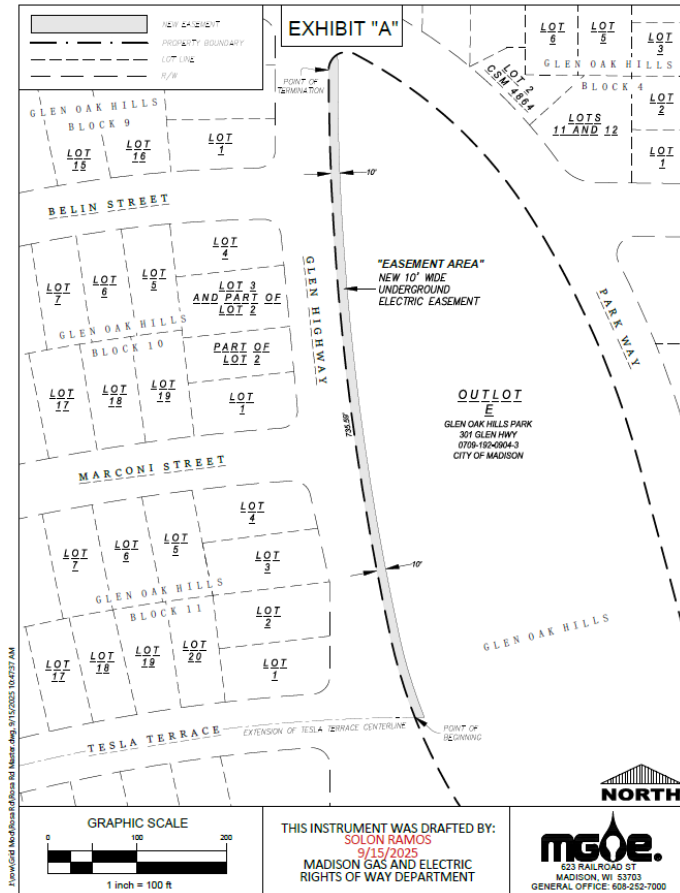 EXHIBIT "A"
NEW EASEMENT
PROPERTY BOUNDARY
LOT LINE
R/W
POINT OF
TERMINATION
GLEN OAK HILLS
BLOCK 9
LOT
15
LOT
16
LOT
1
LOT
6
LOT
5
LOT
3
GLEN OAK HILLS
BLOCK 4
LOT 2
CSM 4864
LOTS
11 AND 12
LOT
2
LOT
1
BELIN STREET
10'
LOT
7
LOT
6
LOT
5
LOT
4
LOT 3
AND PART OF
LOT 2
GLEN OAK HILLS
BLOCK 10
PART OF
LOT 2
LOT
17
LOT
18
LOT
19
LOT
1
GLEN HIGHWAY
"EASEMENT AREA"
NEW 10' WIDE
UNDERGROUND
ELECTRIC EASEMENT
PARK WAY
735.59'
OUTLOT
E
GLEN OAK HILLS PARK
301 GLEN HWY
0709-192-0904-3
CITY OF MADISON
MARCONI STREET
LOT
7
LOT
6
LOT
5
LOT
4
LOT
3
10'
GLEN OAK HILLS
BLOCK 11
LOT
2
LOT
17
LOT
18
LOT
19
LOT
20
LOT
1
GLEN OAK HILLS
TESLA TERRACE
EXTENSION OF TESLA TERRACE CENTERLINE
POINT OF
BEGINNING
NORTH
GRAPHIC SCALE
0 100 200
1 inch = 100 ft
THIS INSTRUMENT WAS DRAFTED BY:
SOLON RAMOS
9/15/2025
MADISON GAS AND ELECTRIC
RIGHTS OF WAY DEPARTMENT
mge.
623 RAILROAD ST
MADISON, WI 53703
GENERAL OFFICE: 608-252-7000